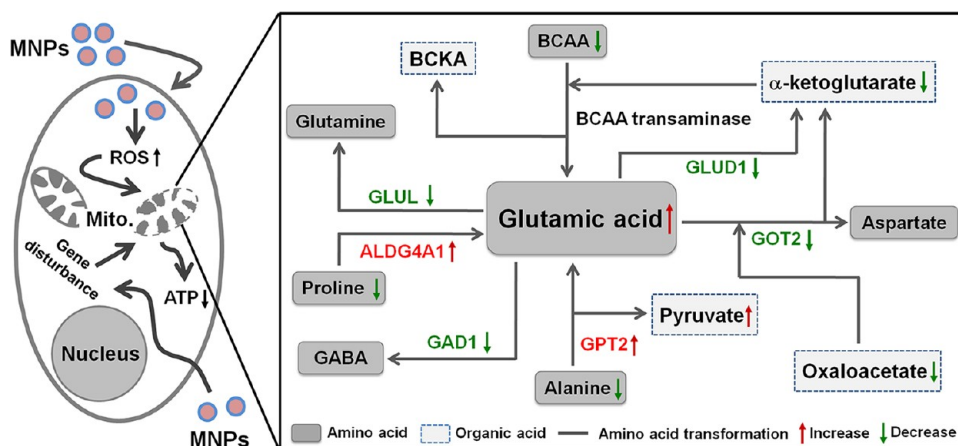 MNPs
ROS↑
Mito.
Gene
disturbance
ATP↓
Nucleus
MNPs
BCAA↓
BCKA
α-ketoglutarate↓
Glutamine
BCAA transaminase
GLUD1↓
GLUL ↓
Glutamic acid↑
Aspartate
GOT2↓
ALDG4A1↑
Proline↓
Pyruvate↑
GAD1↓
GABA
GPT2↑
Alanine↓
Oxaloacetate↓
Amino acid Organic acid Amino acid transformation ↑Increase ↓Decrease